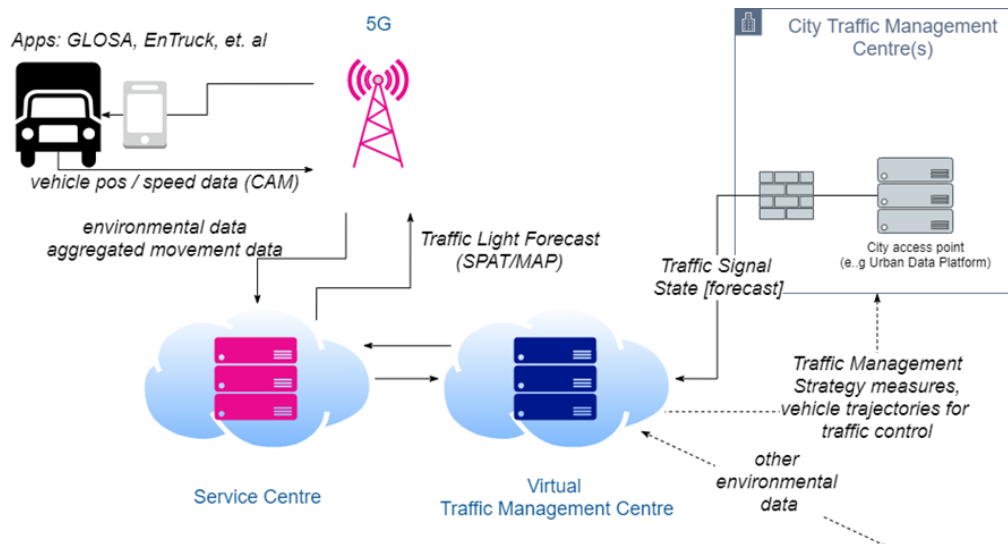 5G
City Traffic Management
Centre(s)
Apps: GLOSA, EnTruck, et. al
vehicle pos / speed data (CAM)
environmental data
aggregated movement data
Traffic Light Forecast
(SPAT/MAP)
Traffic Signal
State [forecast]
City access point
(e..g Urban Data Platform)
Traffic Management
Strategy measures,
vehicle trajectories for
traffic control
other
environmental
data
Service Centre
Virtual
Traffic Management Centre